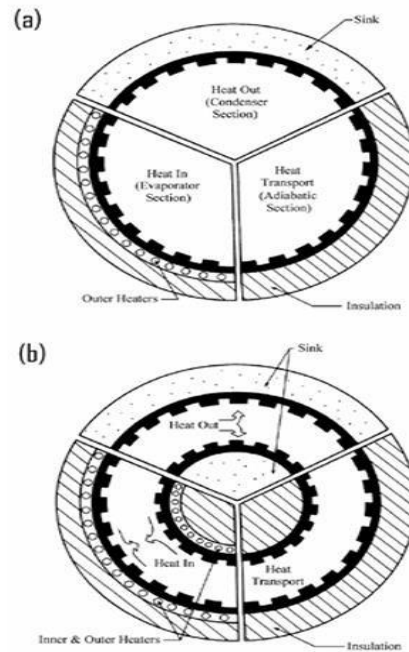 (a)
Sink
Heat Out
(Condenser
Section)
Heat In
(Evaporator
Section)
Heat
Transport
(Adiabatic
Section)
Outer Heaters
Insulation
(b)
Sink
Heat Out
Heat In
Heat
Transport
Inner & Outer Heaters
Insulation